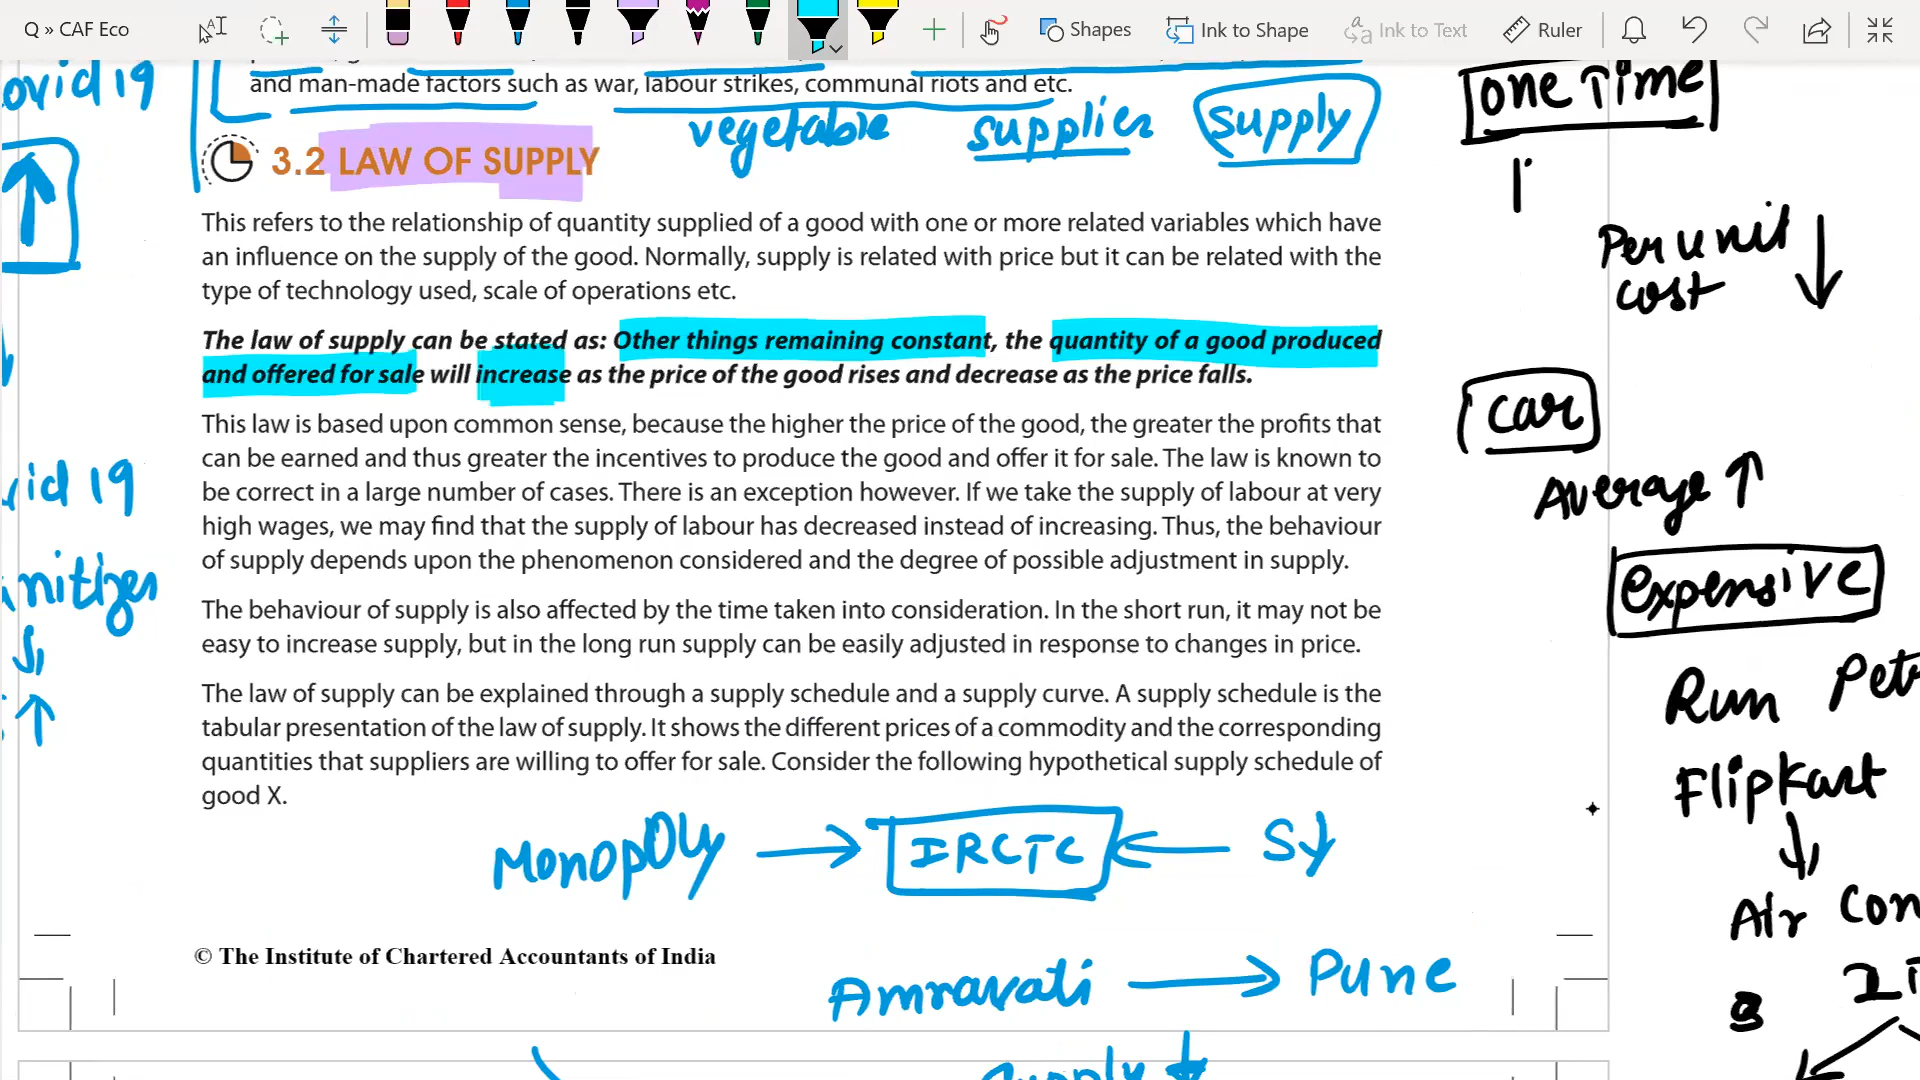 Q » CAF Eco
Shapes
Ink to Shape
Ink to Text
Ruler
and man-made factors such as war, labour strikes, communal riots and etc.
ovid 19
vegetable supplier supply
one Time
3.2 LAW OF SUPPLY
This refers to the relationship of quantity supplied of a good with one or more related variables which have
an influence on the supply of the good. Normally, supply is related with price but it can be related with the
type of technology used, scale of operations etc.
Per unit
cost
The law of supply can be stated as: Other things remaining constant, the quantity of a good produced
and offered for sale will increase as the price of the good rises and decrease as the price falls.
car
This law is based upon common sense, because the higher the price of the good, the greater the profits that
can be earned and thus greater the incentives to produce the good and offer it for sale. The law is known to
be correct in a large number of cases. There is an exception however. If we take the supply of labour at very
high wages, we may find that the supply of labour has decreased instead of increasing. Thus, the behaviour
of supply depends upon the phenomenon considered and the degree of possible adjustment in supply.
vid 19
Average ↑
nitizer
expensive
The behaviour of supply is also affected by the time taken into consideration. In the short run, it may not be
easy to increase supply, but in the long run supply can be easily adjusted in response to changes in price.
Run Pet
The law of supply can be explained through a supply schedule and a supply curve. A supply schedule is the
tabular presentation of the law of supply. It shows the different prices of a commodity and the corresponding
quantities that suppliers are willing to offer for sale. Consider the following hypothetical supply schedule of
good X.
Flipkart
Monopoly → IRCTC ← Sy
Air Con
© The Institute of Chartered Accountants of India
Amravati → Pune
Supply ↓